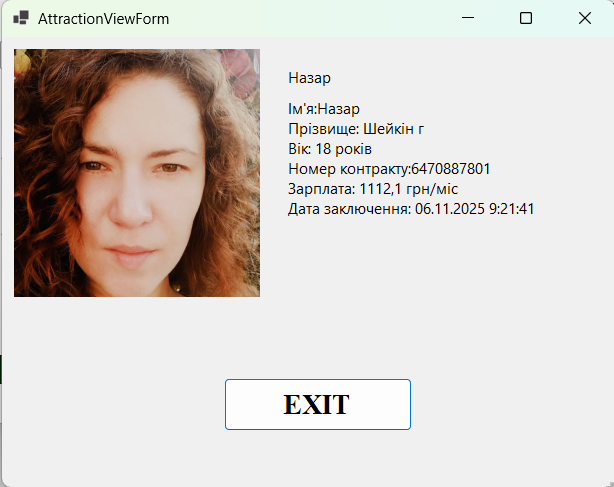 AttractionViewForm
Назар
Ім'я:Назар
Прізвище: Шейкін г
Вік: 18 років
Номер контракту:6470887801
Зарплата: 1112,1 грн/міс
Дата заключення: 06.11.2025 9:21:41
EXIT